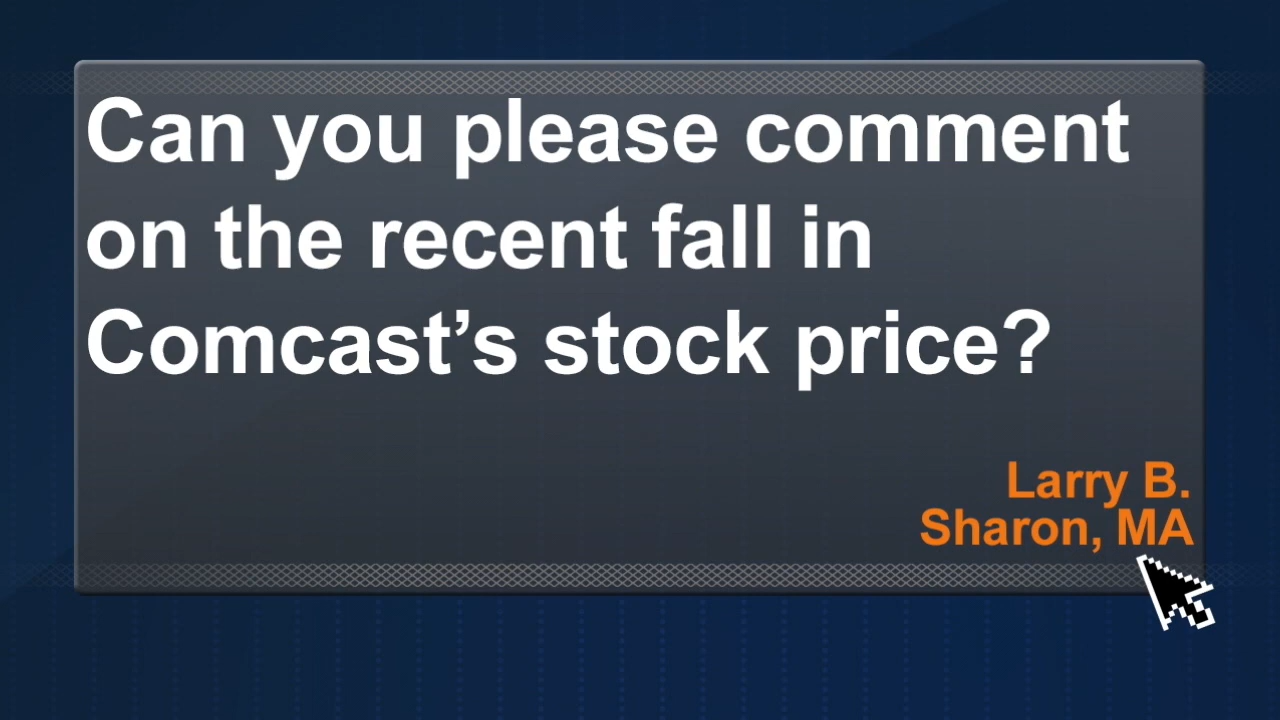 Can you please comment
on the recent fall in
Comcast’s stock price?
Larry B.
Sharon, MA